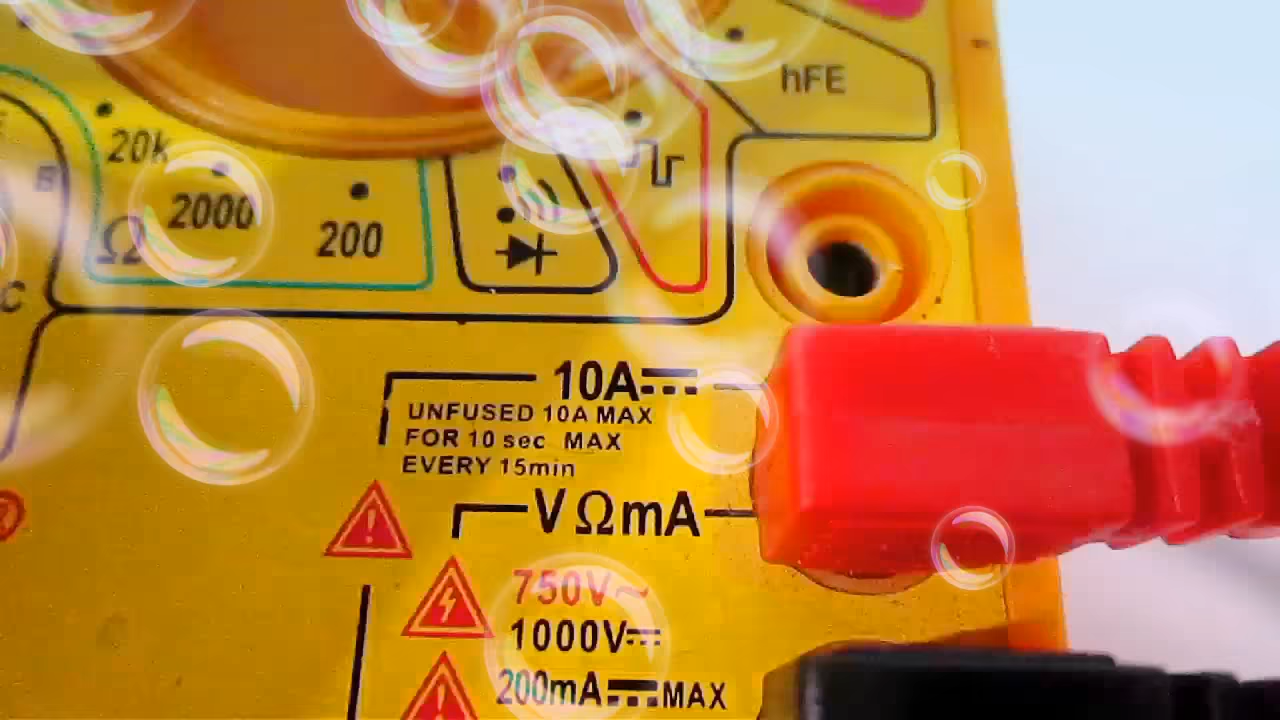 hFE
20k
2000
200
Ω
10A
UNFUSED 10A MAX
FOR 10 sec MAX
EVERY 15min
VΩmA
750V~
1000V
200mA MAX